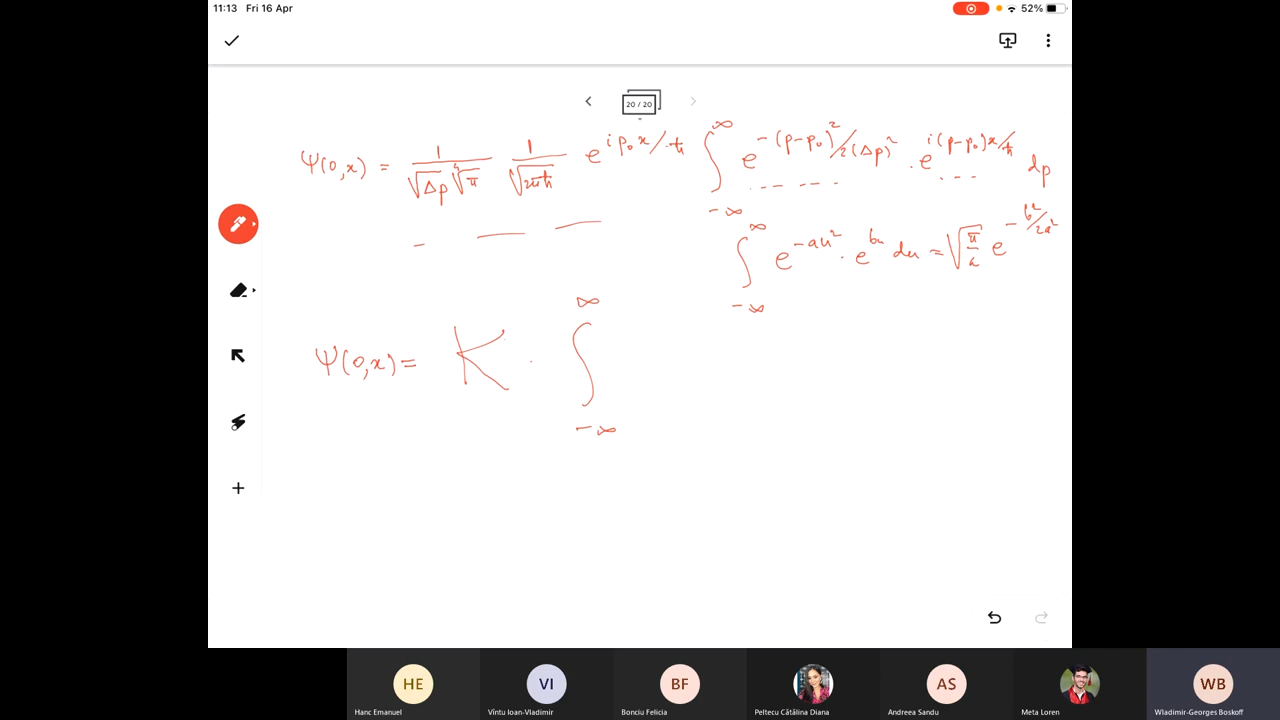 11:13 Fri 16 Apr 52%
20 / 20
Ψ(0,x) = 1/(√Δp ∜π) 1/√(2πħ) e^{i p₀x/ħ} ∫_{-∞}^{∞} e^{-(p-p₀)²/2(Δp)²} · e^{i(p-p₀)x/ħ} dp
∫_{-∞}^{∞} e^{-au²} · e^{bu} du = √(π/a) e^{-b²/2a²}
Ψ(0,x) = K · ∫_{-∞}^{∞}
HE VI BF AS WB
Hanc Emanuel Vîntu Ioan-Vladimir Bonciu Felicia Peltecu Cătălina Diana Andreea Sandu Meta Loren Wladimir-Georges Boskoff